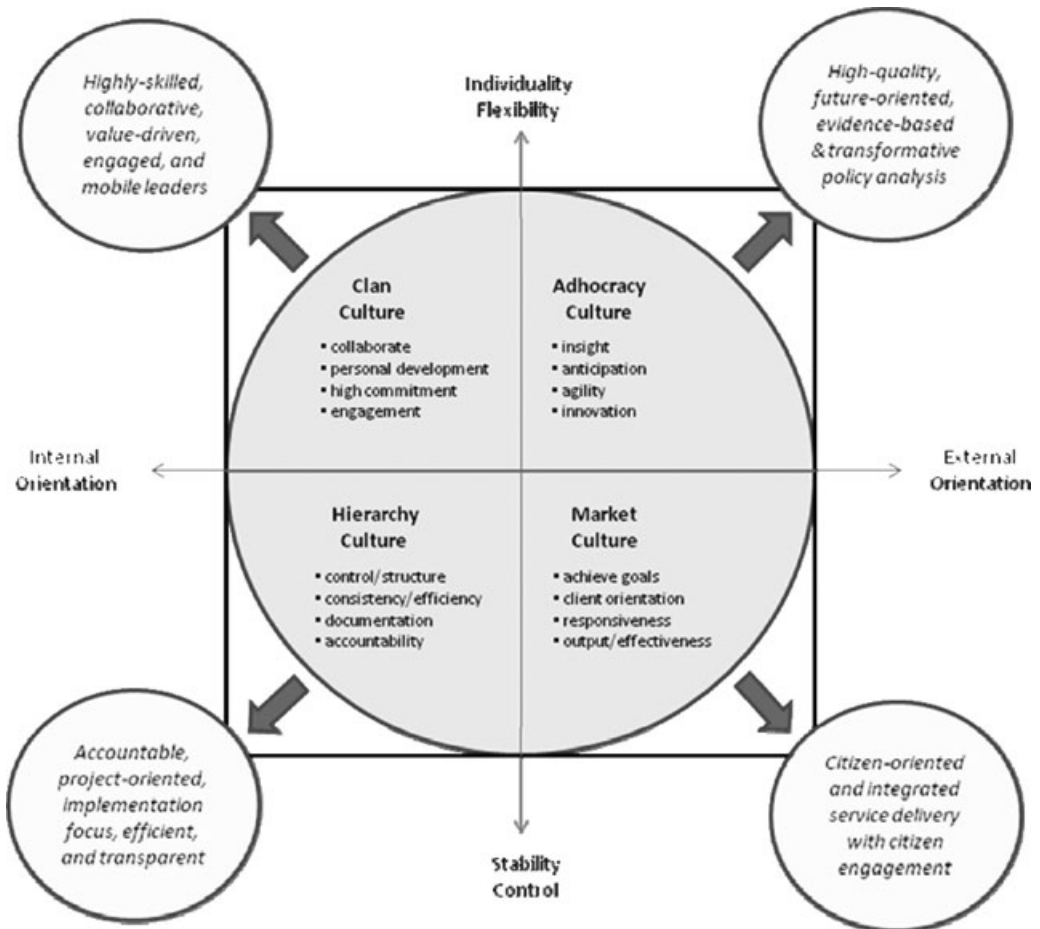 Highly-skilled,
collaborative,
value-driven,
engaged, and
mobile leaders
Individuality
Flexibility
High-quality,
future-oriented,
evidence-based
& transformative
policy analysis
Clan
Culture
▪ collaborate
▪ personal development
▪ high commitment
▪ engagement
Adhocracy
Culture
▪ insight
▪ anticipation
▪ agility
▪ innovation
Internal
Orientation
External
Orientation
Hierarchy
Culture
▪ control/structure
▪ consistency/efficiency
▪ documentation
▪ accountability
Market
Culture
▪ achieve goals
▪ client orientation
▪ responsiveness
▪ output/effectiveness
Accountable,
project-oriented,
implementation
focus, efficient,
and transparent
Stability
Control
Citizen-oriented
and integrated
service delivery
with citizen
engagement